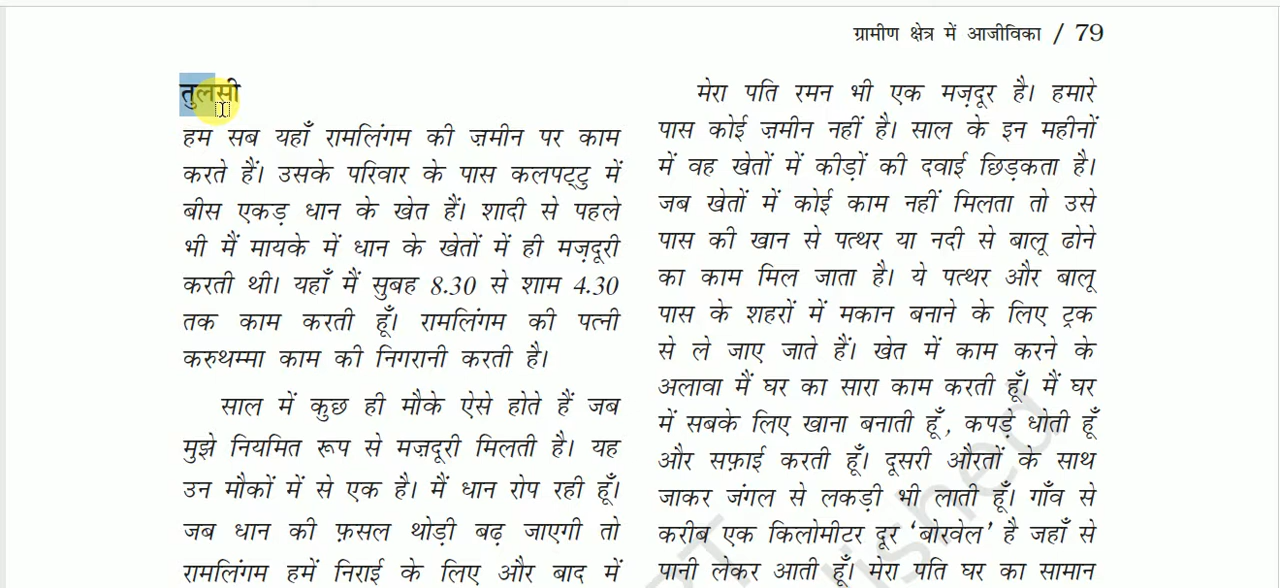 ग्रामीण क्षेत्र में आजीविका / 79
तुलसी
हम सब यहाँ रामलिंगम की ज़मीन पर काम
करते हैं। उसके परिवार के पास कलपट्टु में
बीस एकड़ धान के खेत हैं। शादी से पहले
भी मैं मायके में धान के खेतों में ही मज़दूरी
करती थी। यहाँ मैं सुबह 8.30 से शाम 4.30
तक काम करती हूँ। रामलिंगम की पत्नी
करुथम्मा काम की निगरानी करती है।
साल में कुछ ही मौके ऐसे होते हैं जब
मुझे नियमित रूप से मज़दूरी मिलती है। यह
उन मौकों में से एक है। मैं धान रोप रही हूँ।
जब धान की फ़सल थोड़ी बढ़ जाएगी तो
रामलिंगम हमें निराई के लिए और बाद में
मेरा पति रमन भी एक मज़दूर है। हमारे
पास कोई ज़मीन नहीं है। साल के इन महीनों
में वह खेतों में कीड़ों की दवाई छिड़कता है।
जब खेतों में कोई काम नहीं मिलता तो उसे
पास की खान से पत्थर या नदी से बालू ढोने
का काम मिल जाता है। ये पत्थर और बालू
पास के शहरों में मकान बनाने के लिए ट्रक
से ले जाए जाते हैं। खेत में काम करने के
अलावा मैं घर का सारा काम करती हूँ। मैं घर
में सबके लिए खाना बनाती हूँ, कपड़े धोती हूँ
और सफ़ाई करती हूँ। दूसरी औरतों के साथ
जाकर जंगल से लकड़ी भी लाती हूँ। गाँव से
करीब एक किलोमीटर दूर ‘बोरवेल’ है जहाँ से
पानी लेकर आती हूँ। मेरा पति घर का सामान